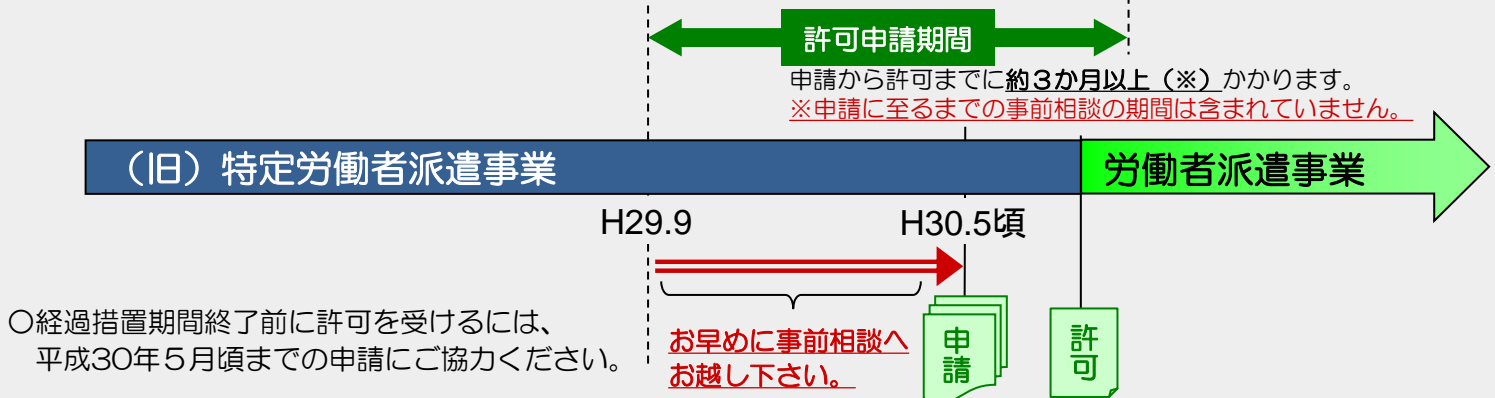 許可申請期間
申請から許可までに約３か月以上（※）かかります。
※申請に至るまでの事前相談の期間は含まれていません。
（旧）特定労働者派遣事業
労働者派遣事業
H29.9
H30.5頃
〇経過措置期間終了前に許可を受けるには、
平成30年５月頃までの申請にご協力ください。
お早めに事前相談へ
お越し下さい。
申請
許可